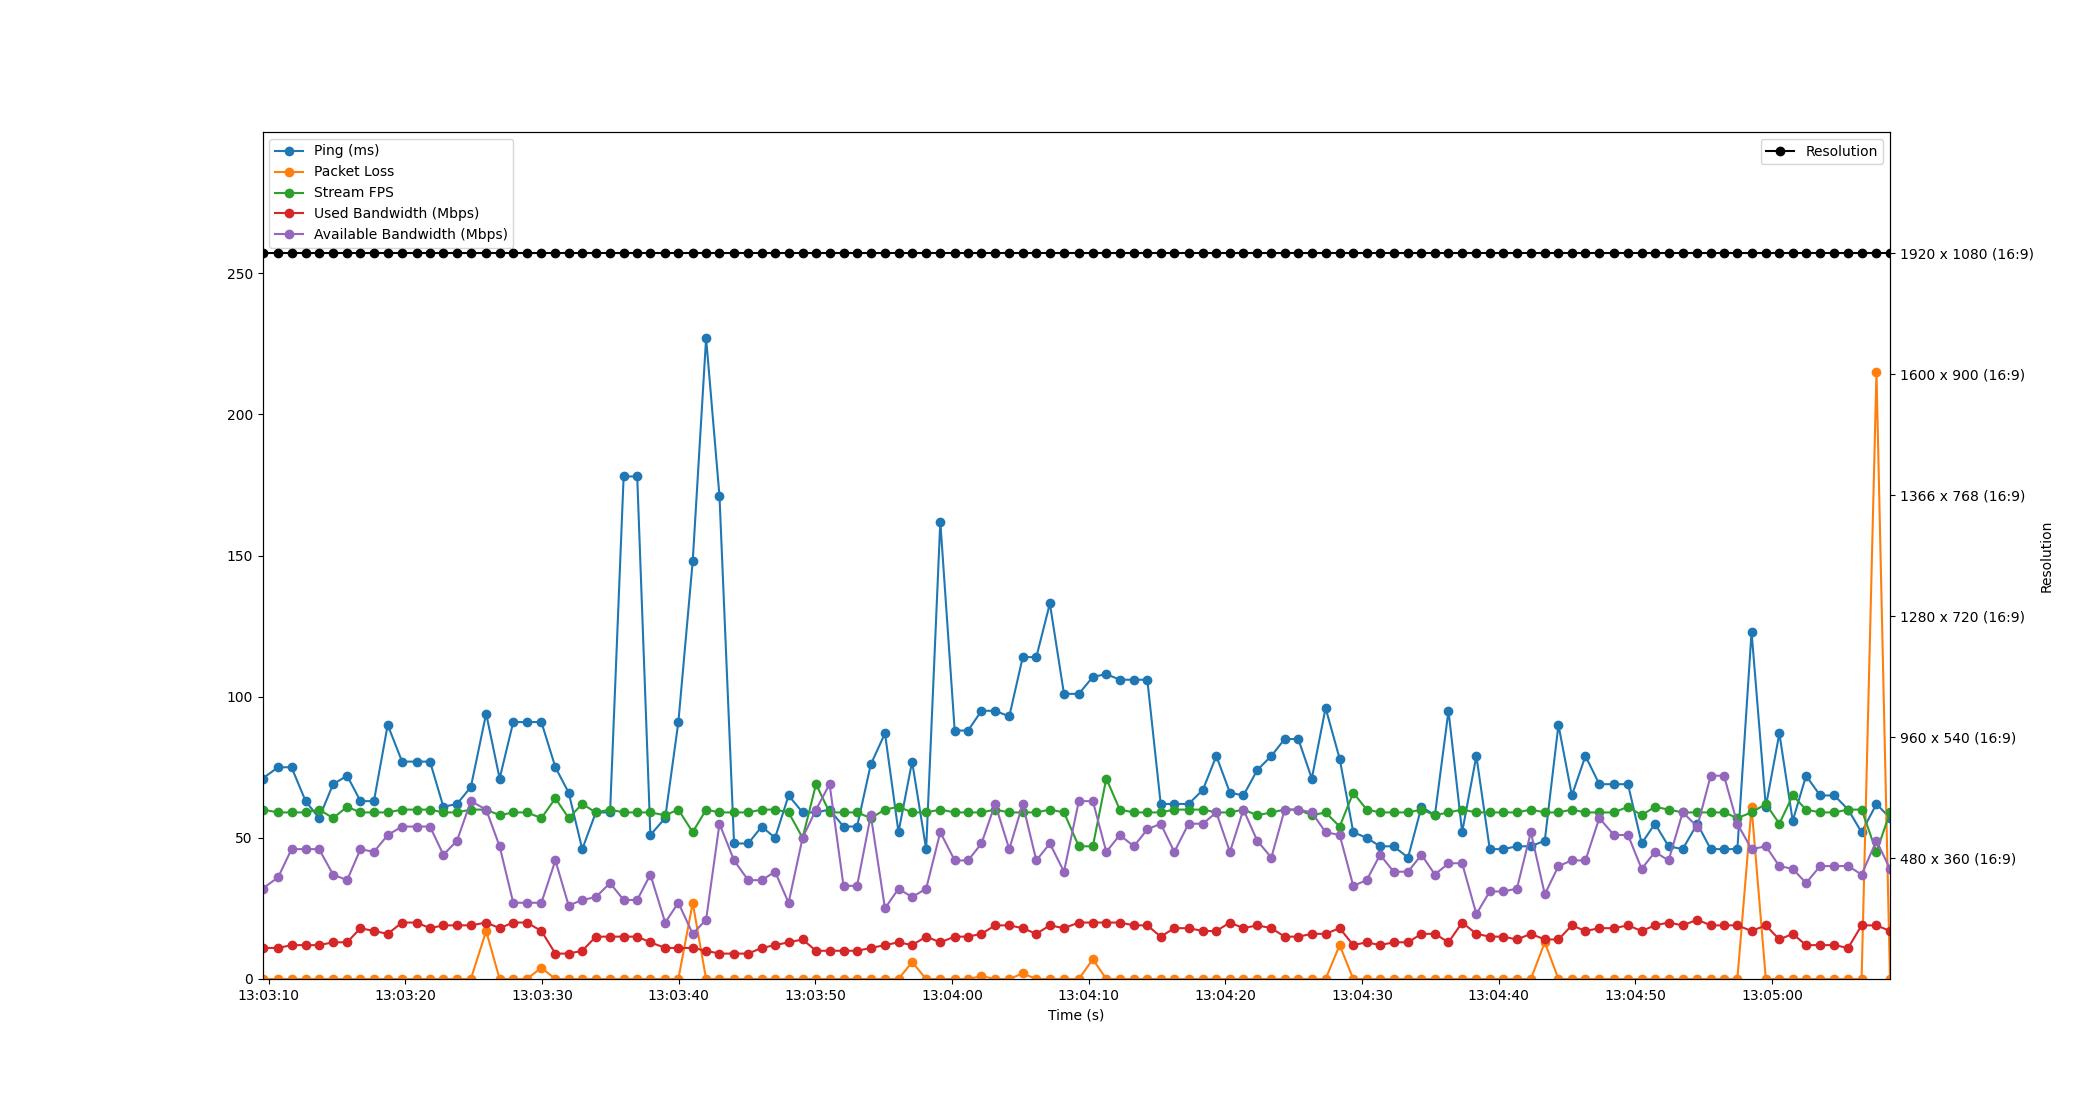 Ping (ms)
Packet Loss
Stream FPS
Used Bandwidth (Mbps)
Available Bandwidth (Mbps)
Resolution
250
200
150
100
50
0
1920 x 1080 (16:9)
1600 x 900 (16:9)
1366 x 768 (16:9)
1280 x 720 (16:9)
960 x 540 (16:9)
480 x 360 (16:9)
Resolution
13:03:10 13:03:20 13:03:30 13:03:40 13:03:50 13:04:00 13:04:10 13:04:20 13:04:30 13:04:40 13:04:50 13:05:00
Time (s)